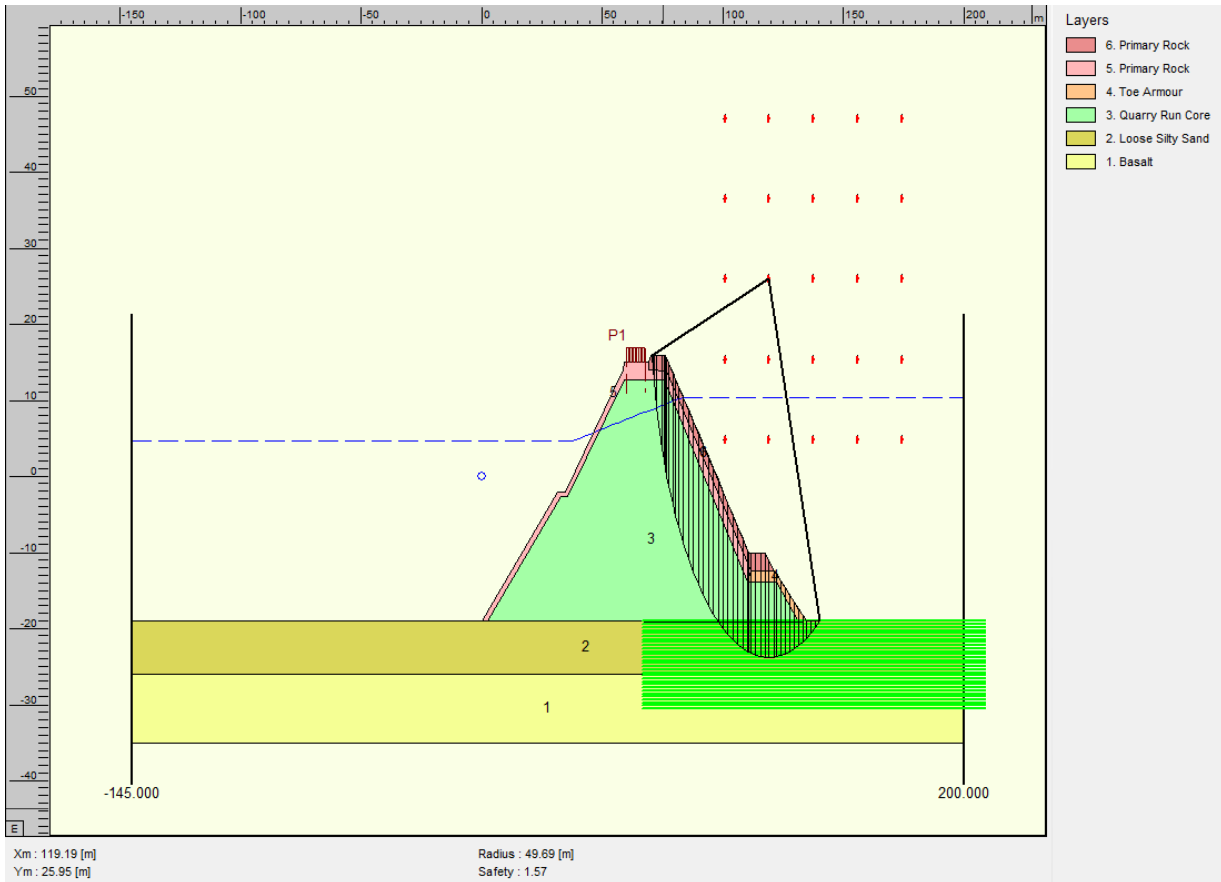 -150
-100
-50
0
50
100
150
200
m
Layers
6. Primary Rock
5. Primary Rock
4. Toe Armour
3. Quarry Run Core
2. Loose Silty Sand
1. Basalt
50
40
30
20
10
0
-10
-20
-30
-40
P1
3
2
1
-145.000
200.000
E
Xm : 119.19 [m]
Radius : 49.69 [m]
Ym : 25.95 [m]
Safety : 1.57